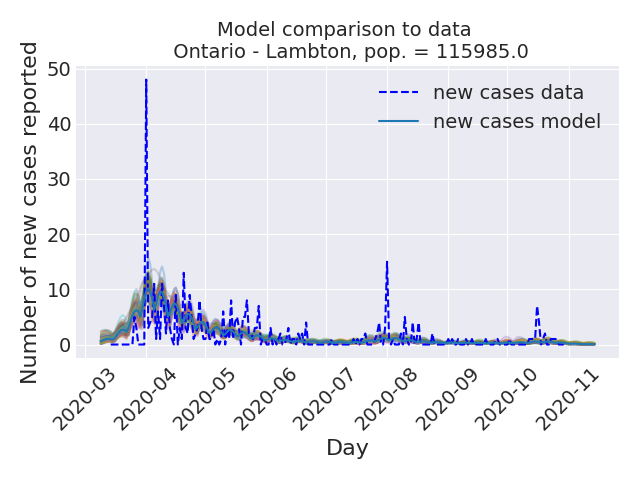 Model comparison to data
Ontario - Lambton, pop. = 115985.0
new cases data
new cases model
Number of new cases reported
50
40
30
20
10
0
2020-03
2020-04
2020-05
2020-06
2020-07
2020-08
2020-09
2020-10
2020-11
Day